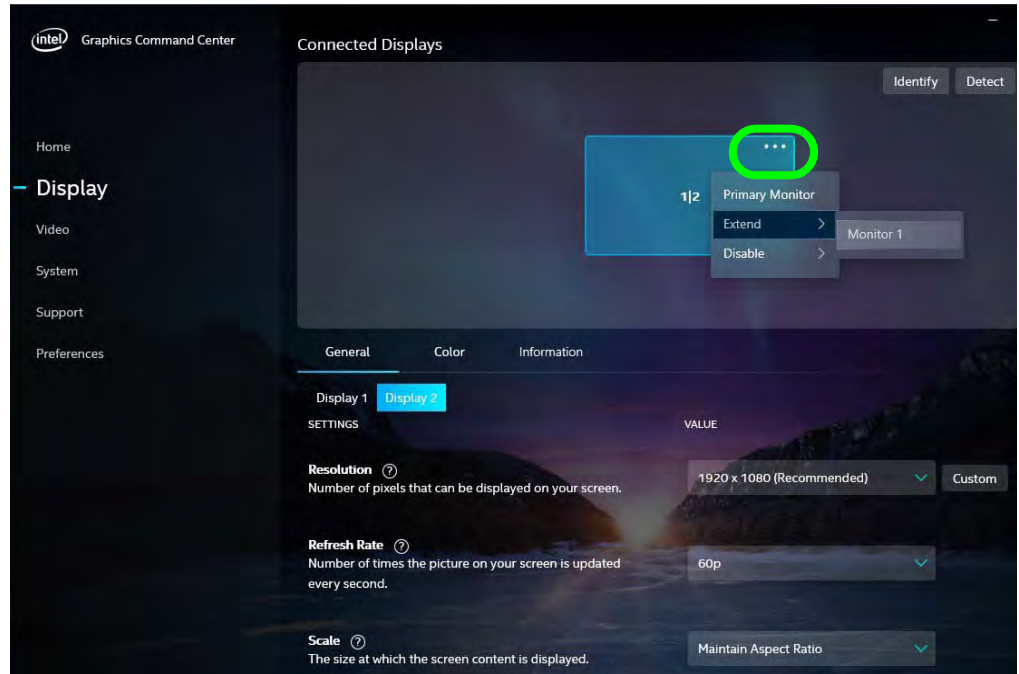 intel Graphics Command Center
Connected Displays
Identify Detect
Home
Display
Video
System
Support
Preferences
1|2
Primary Monitor
Extend
Monitor 1
Disable
General Color Information
Display 1 Display 2
SETTINGS VALUE
Resolution ?
Number of pixels that can be displayed on your screen.
1920 x 1080 (Recommended) Custom
Refresh Rate ?
Number of times the picture on your screen is updated
every second.
60p
Scale ?
The size at which the screen content is displayed.
Maintain Aspect Ratio